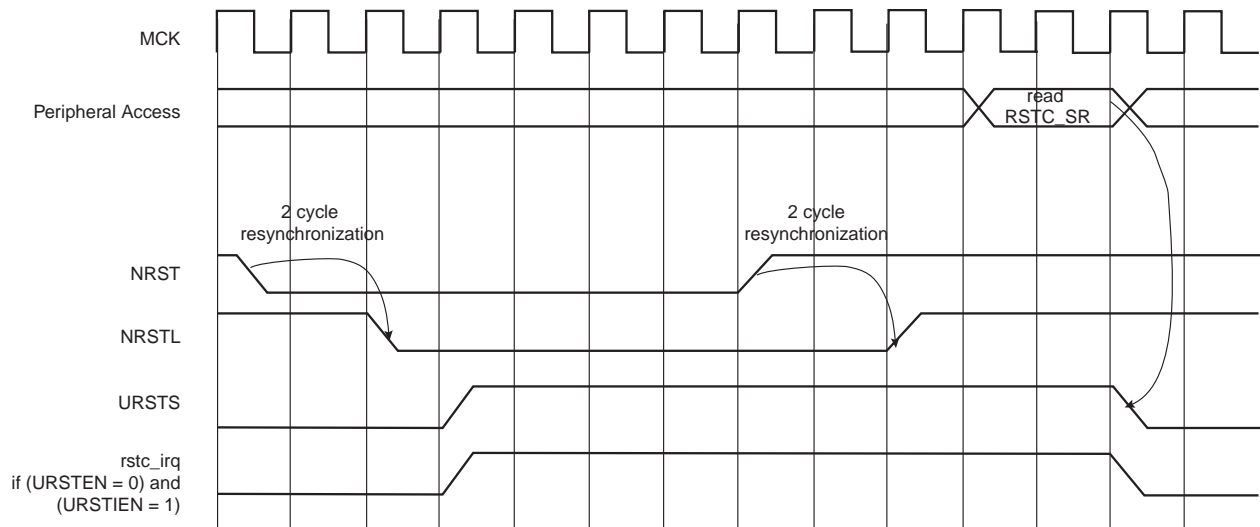 MCK
Peripheral Access
read
RSTC_SR
2 cycle
resynchronization
2 cycle
resynchronization
NRST
NRSTL
URSTS
rstc_irq
if (URSTEN = 0) and
(URSTIEN = 1)